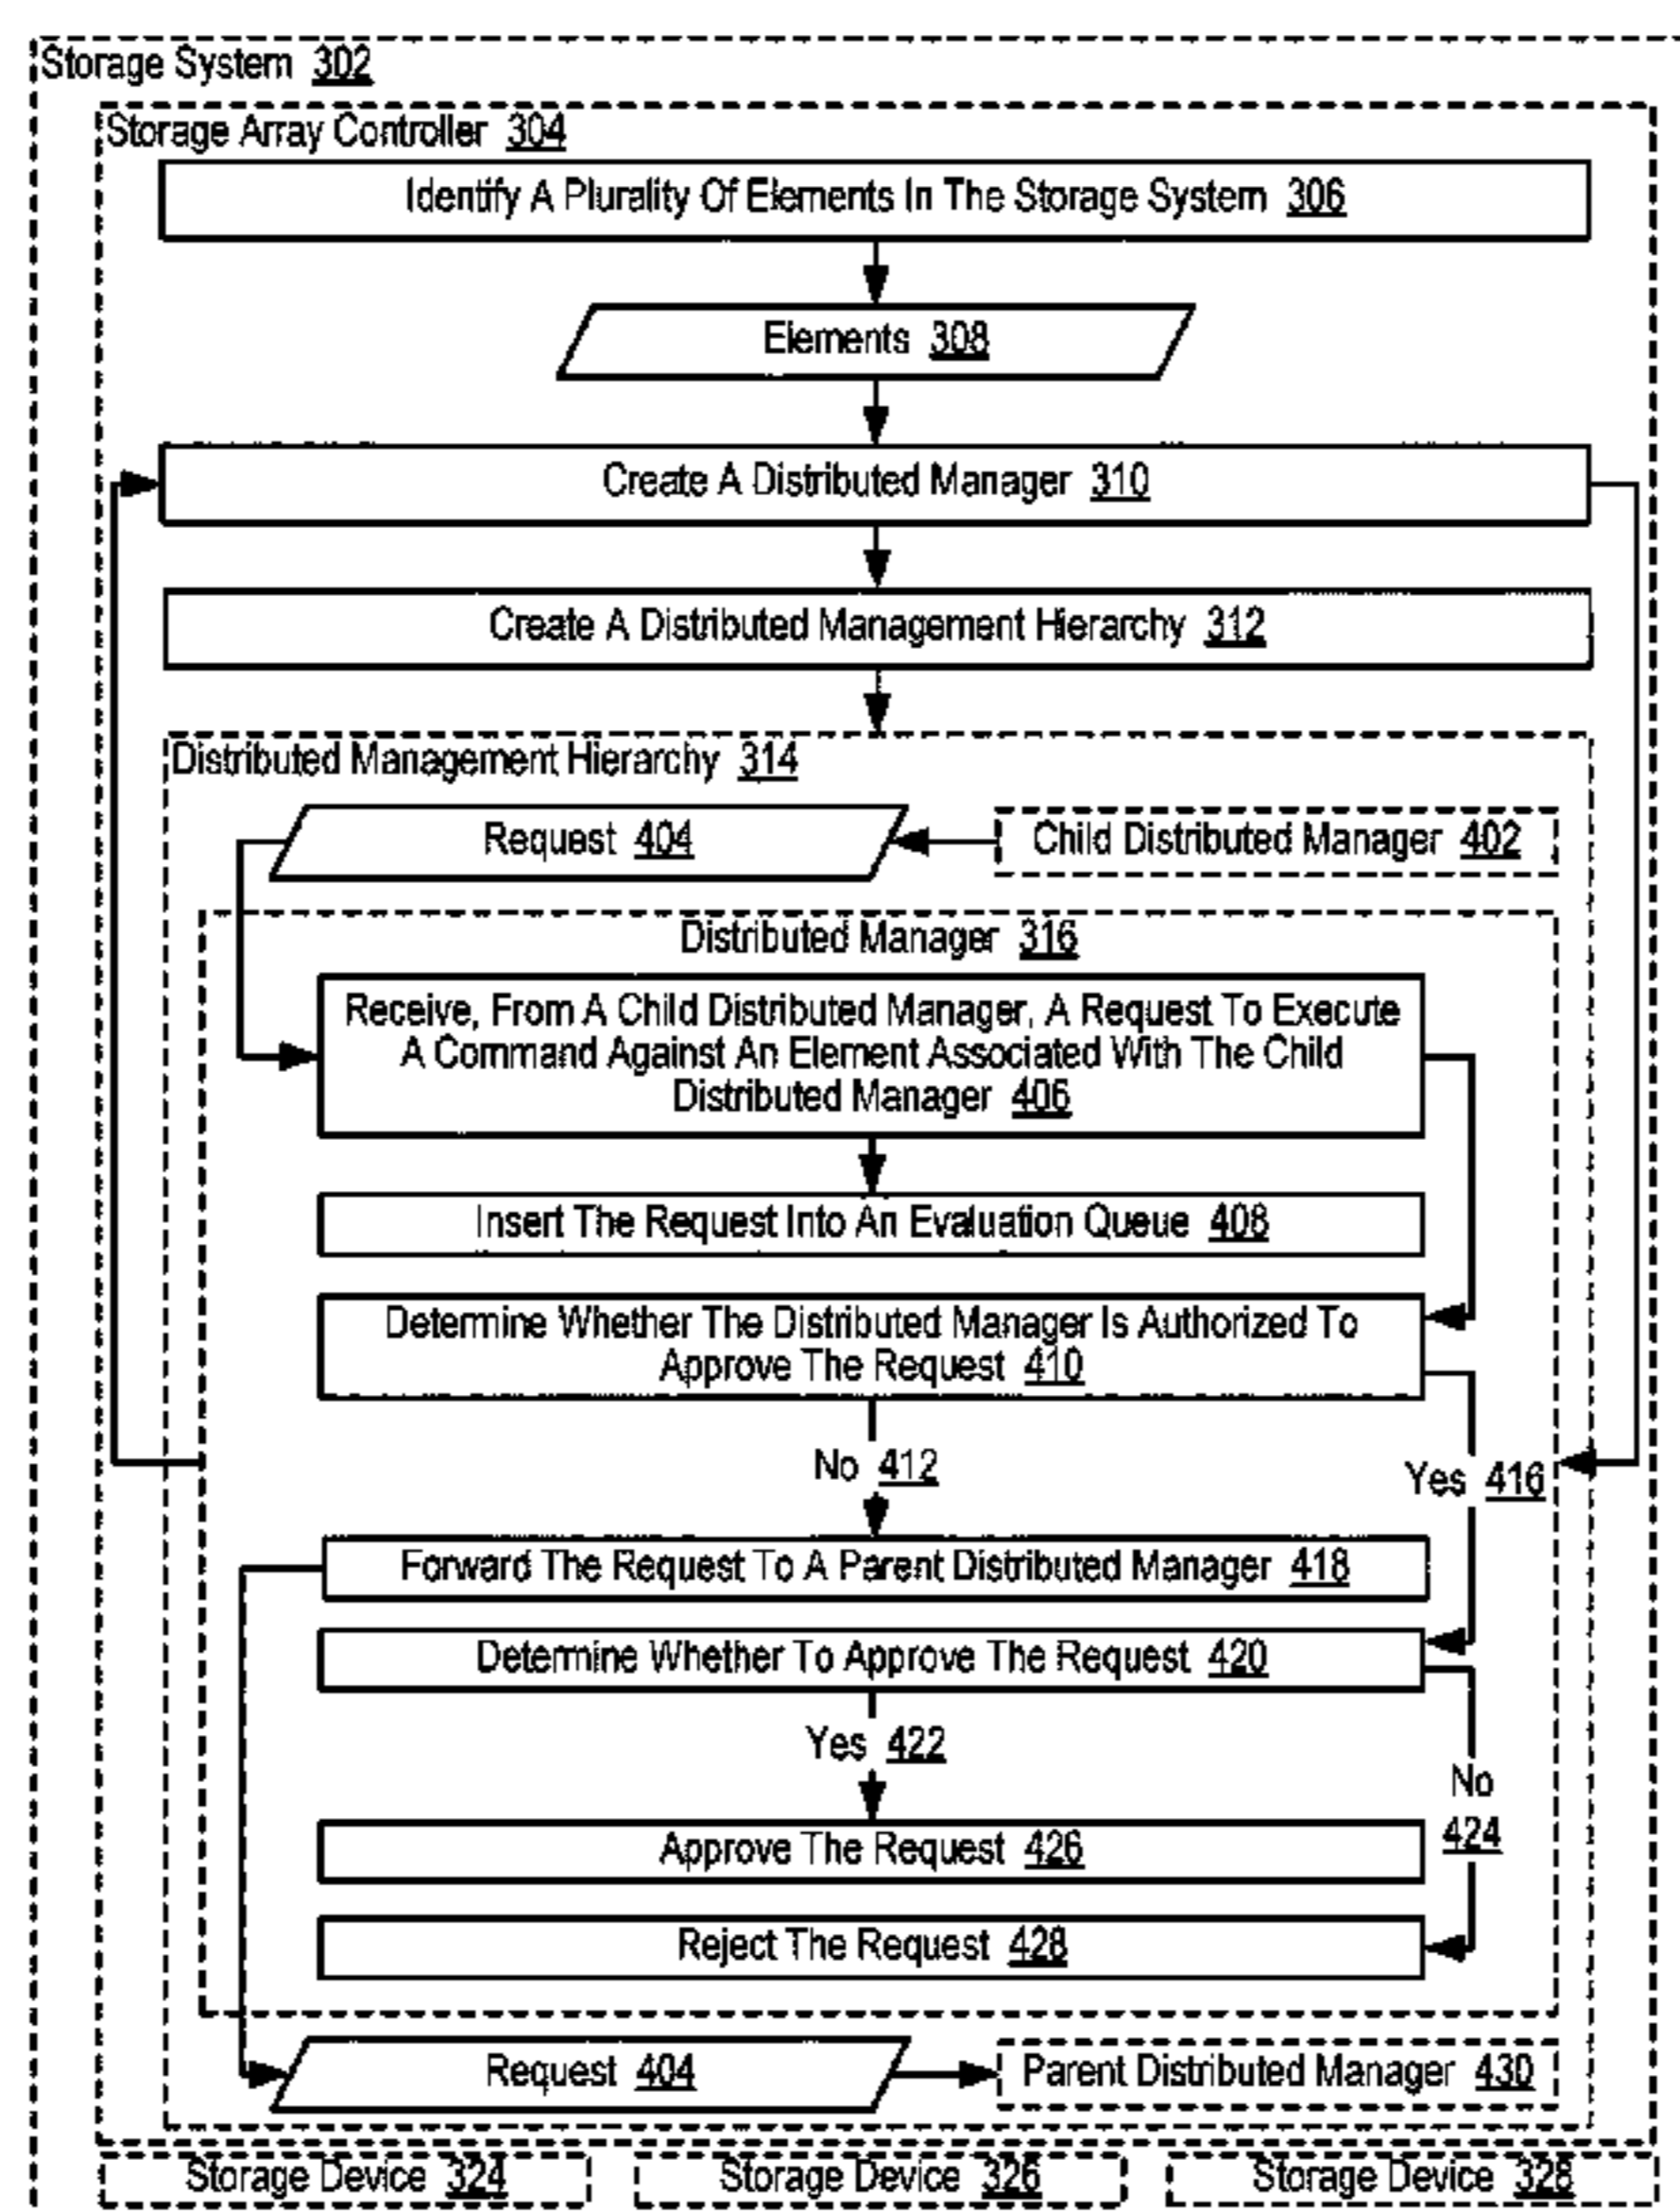 Storage System 302
Storage Array Controller 304
Identify A Plurality Of Elements In The Storage System 306
Elements 308
Create A Distributed Manager 310
Create A Distributed Management Hierarchy 312
Distributed Management Hierarchy 314
Request 404
Child Distributed Manager 402
Distributed Manager 316
Receive, From A Child Distributed Manager, A Request To Execute
A Command Against An Element Associated With The Child
Distributed Manager 406
Insert The Request Into An Evaluation Queue 408
Determine Whether The Distributed Manager Is Authorized To
Approve The Request 410
No 412
Yes 416
Forward The Request To A Parent Distributed Manager 418
Determine Whether To Approve The Request 420
Yes 422
No
424
Approve The Request 426
Reject The Request 428
Request 404
Parent Distributed Manager 430
Storage Device 324
Storage Device 326
Storage Device 328